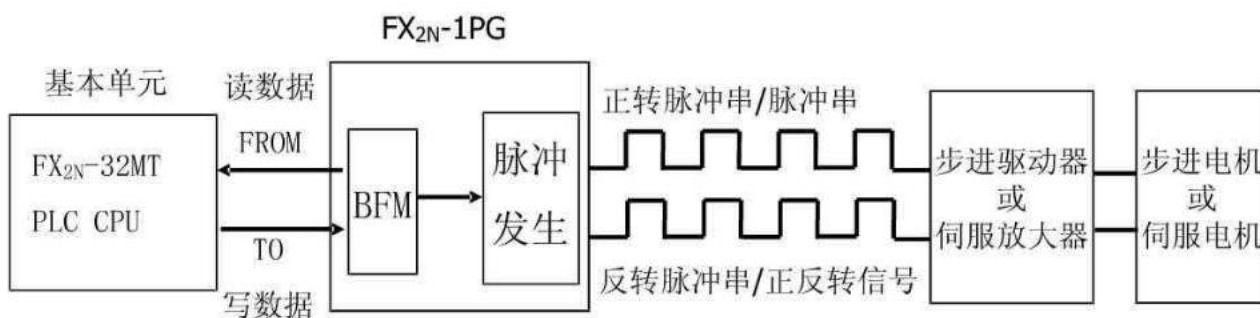 FX2N-1PG
基本单元
读数据
正转脉冲串/脉冲串
FROM
FX2N-32MT
PLC CPU
BFM
脉冲
发生
步进驱动器
或
伺服放大器
步进电机
或
伺服电机
TO
写数据
反转脉冲串/正反转信号